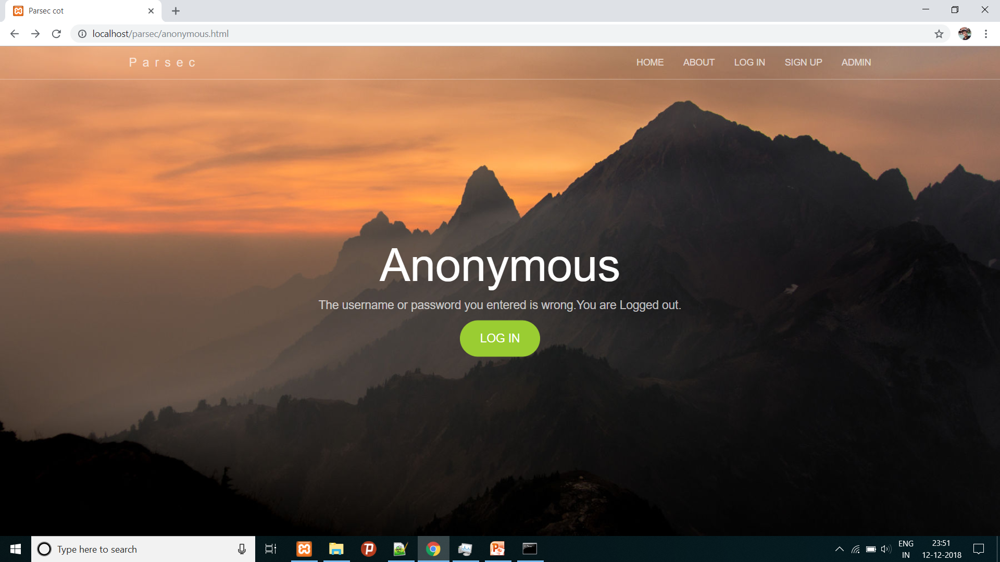 Parsec cot
localhost/parsec/anonymous.html
Parsec
HOME ABOUT LOG IN SIGN UP ADMIN
Anonymous
The username or password you entered is wrong.You are Logged out.
LOG IN
Type here to search
ENG
IN
23:51
12-12-2018